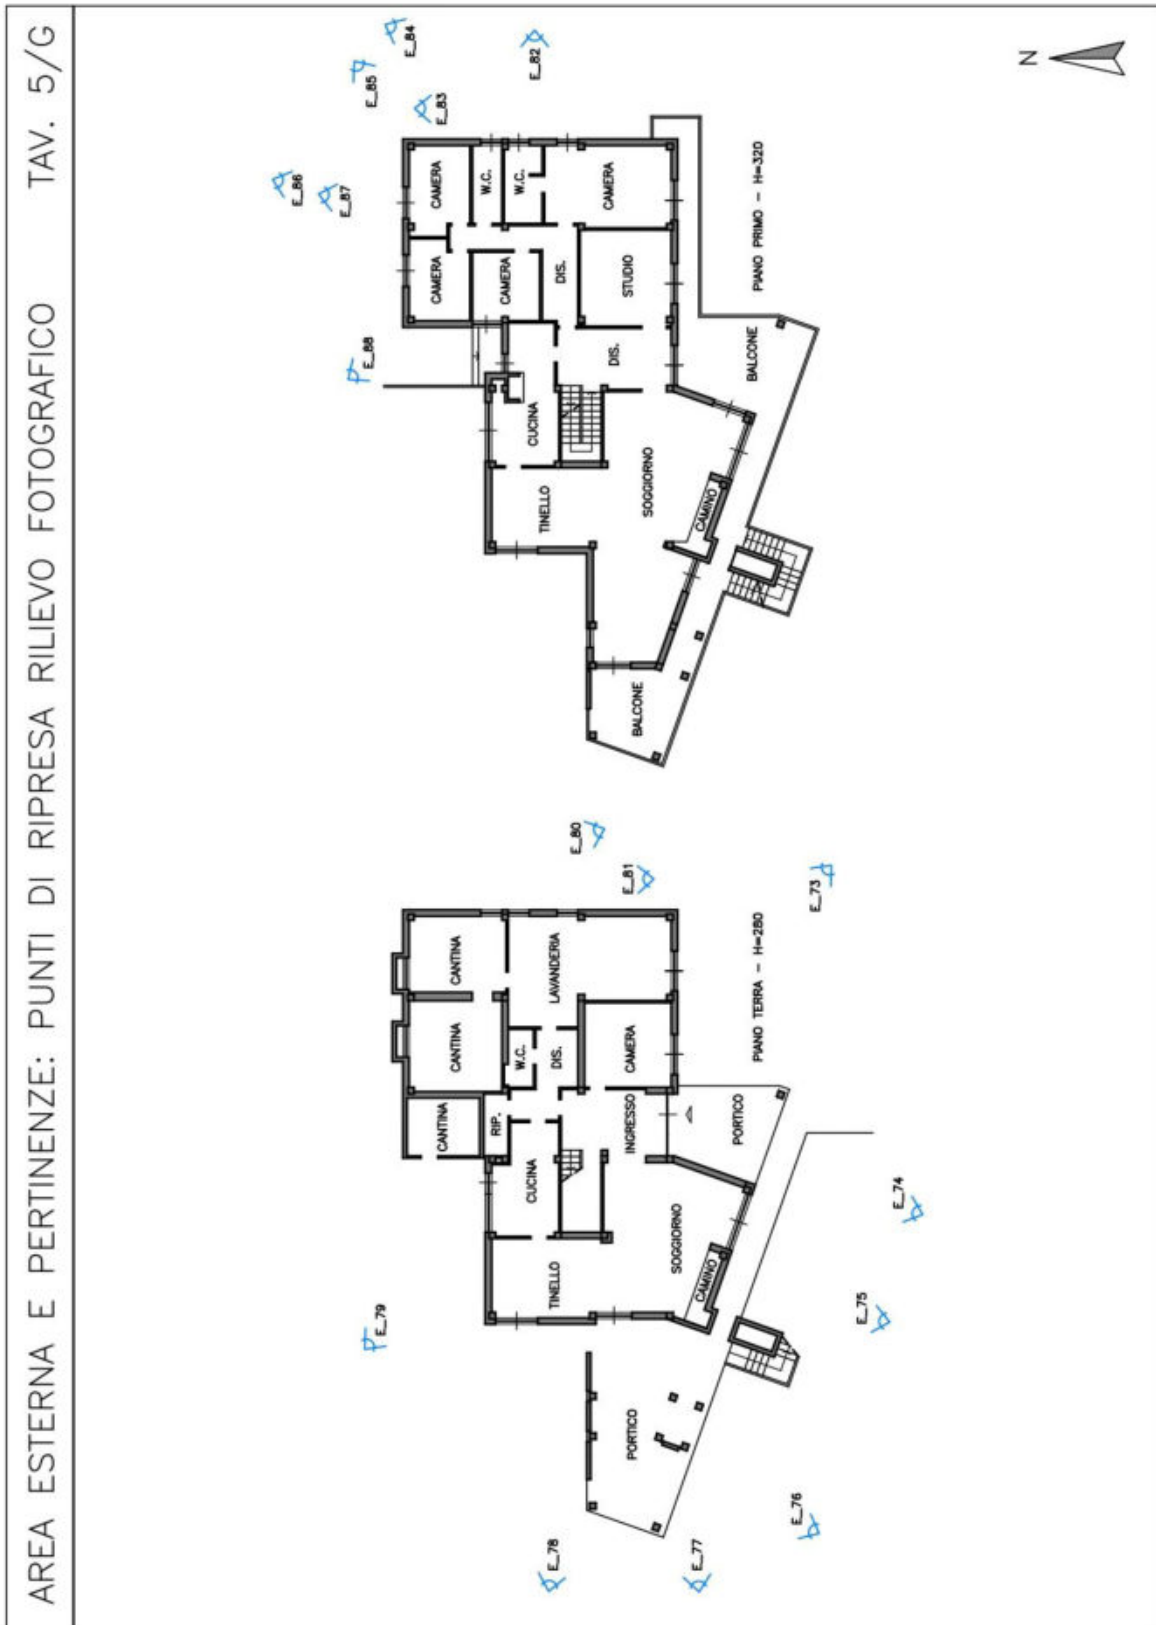 AREA ESTERNA E PERTINENZE: PUNTI DI RIPRESA RILIEVO FOTOGRAFICO TAV. 5/G
E_79
E_78
E_77
E_76
E_75
E_74
E_73
E_81
E_80
CANTINA
CANTINA
CANTINA
RIP.
W.C.
CUCINA
DIS.
LAVANDERIA
TINELLO
INGRESSO
CAMERA
SOGGIORNO
CAMINO
PORTICO
PORTICO
PIANO TERRA - H=280
E_88
E_87
E_86
E_85
E_84
E_83
E_82
CAMERA
CAMERA
CAMERA
W.C.
W.C.
CUCINA
DIS.
TINELLO
DIS.
STUDIO
CAMERA
SOGGIORNO
CAMINO
BALCONE
BALCONE
PIANO PRIMO - H=320
N